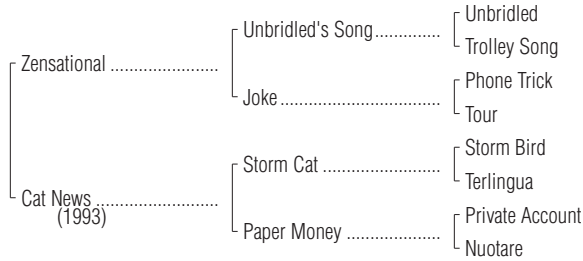 Unbridled
Unbridled's Song..............
Trolley Song
Zensational .......................
Phone Trick
Joke..................................
Tour
Storm Bird
Storm Cat .........................
Terlingua
Cat News ..........................
(1993)
Private Account
Paper Money ....................
Nuotare